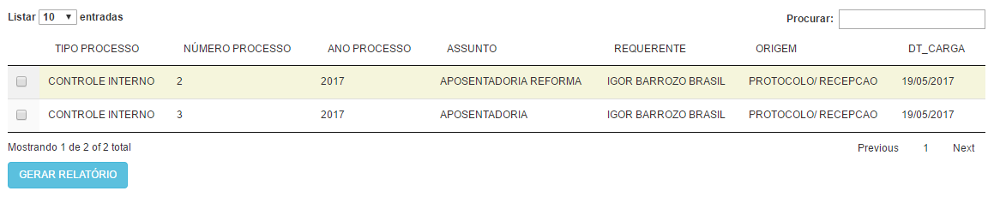 Listar 10 entradas Procurar:
TIPO PROCESSO NÚMERO PROCESSO ANO PROCESSO ASSUNTO REQUERENTE ORIGEM DT_CARGA
CONTROLE INTERNO 2 2017 APOSENTADORIA REFORMA IGOR BARROZO BRASIL PROTOCOLO/ RECEPCAO 19/05/2017
CONTROLE INTERNO 3 2017 APOSENTADORIA IGOR BARROZO BRASIL PROTOCOLO/ RECEPCAO 19/05/2017
Mostrando 1 de 2 of 2 total Previous 1 Next
GERAR RELATÓRIO